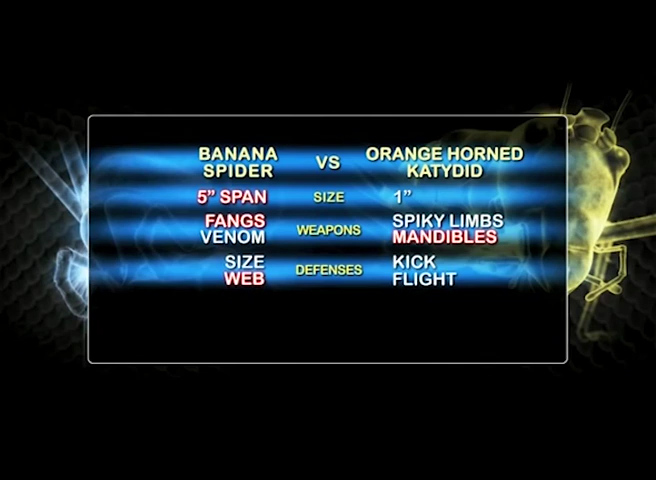 BANANA SPIDER VS ORANGE HORNED KATYDID
5” SPAN SIZE 1”
FANGS VENOM WEAPONS SPIKY LIMBS MANDIBLES
SIZE WEB DEFENSES KICK FLIGHT